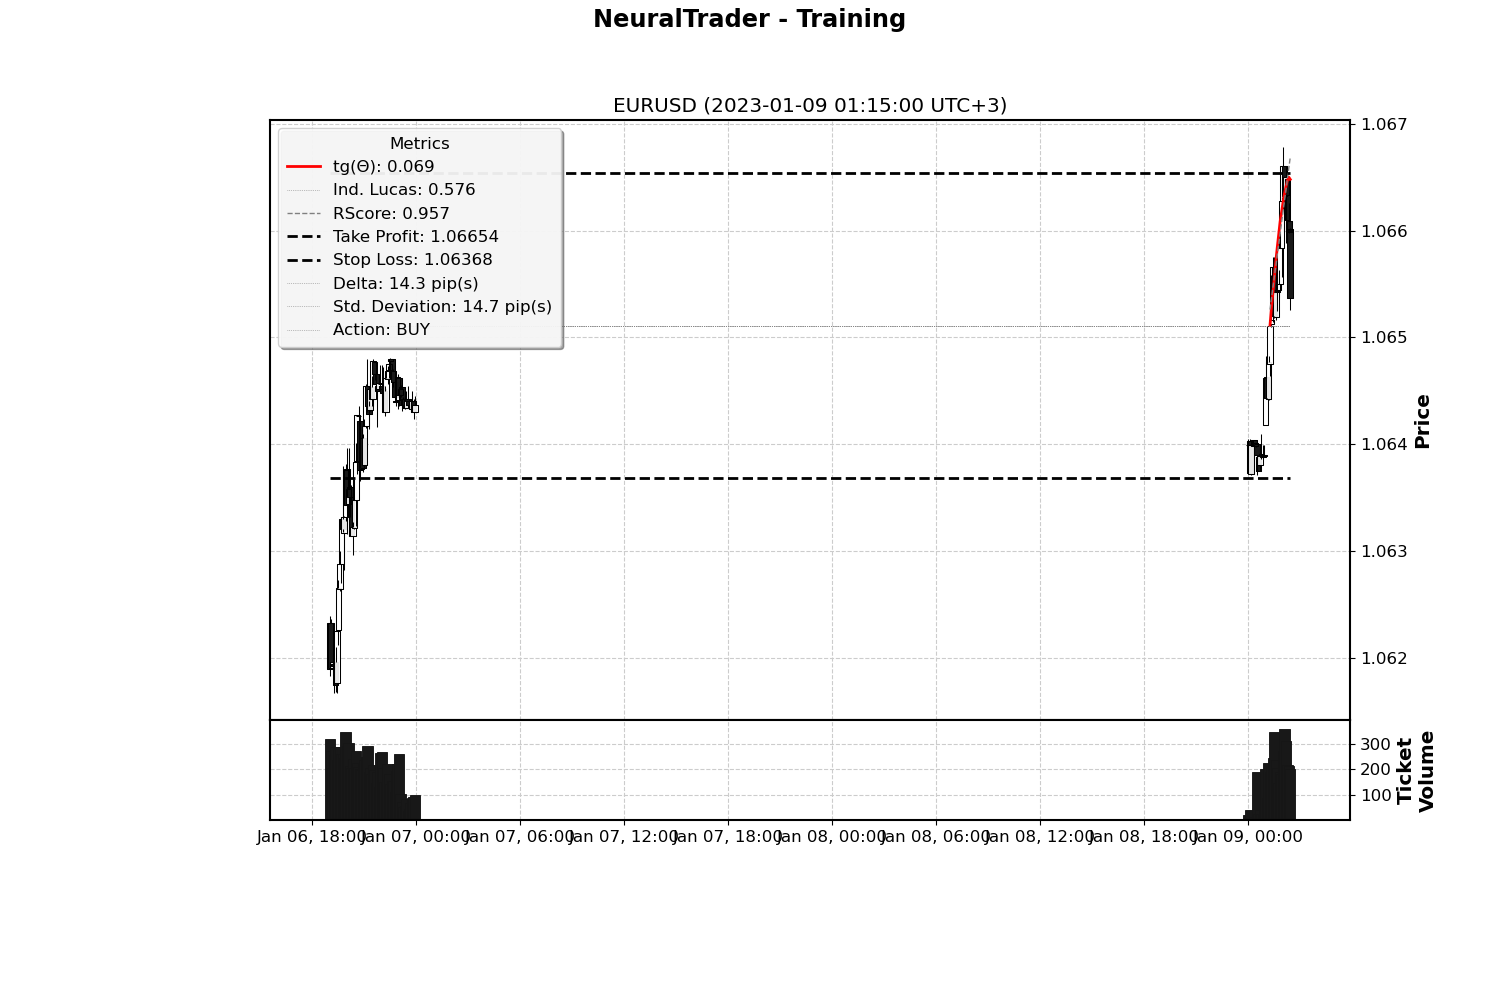 NeuralTrader - Training
EURUSD (2023-01-09 01:15:00 UTC+3)
Metrics
tg(Θ): 0.069
Ind. Lucas: 0.576
RScore: 0.957
Take Profit: 1.06654
Stop Loss: 1.06368
Delta: 14.3 pip(s)
Std. Deviation: 14.7 pip(s)
Action: BUY
1.067
1.066
1.065
1.064
1.063
1.062
Price
300
200
100
Ticket
Volume
Jan 06, 18:00
Jan 07, 00:00
Jan 07, 06:00
Jan 07, 12:00
Jan 07, 18:00
Jan 08, 00:00
Jan 08, 06:00
Jan 08, 12:00
Jan 08, 18:00
Jan 09, 00:00